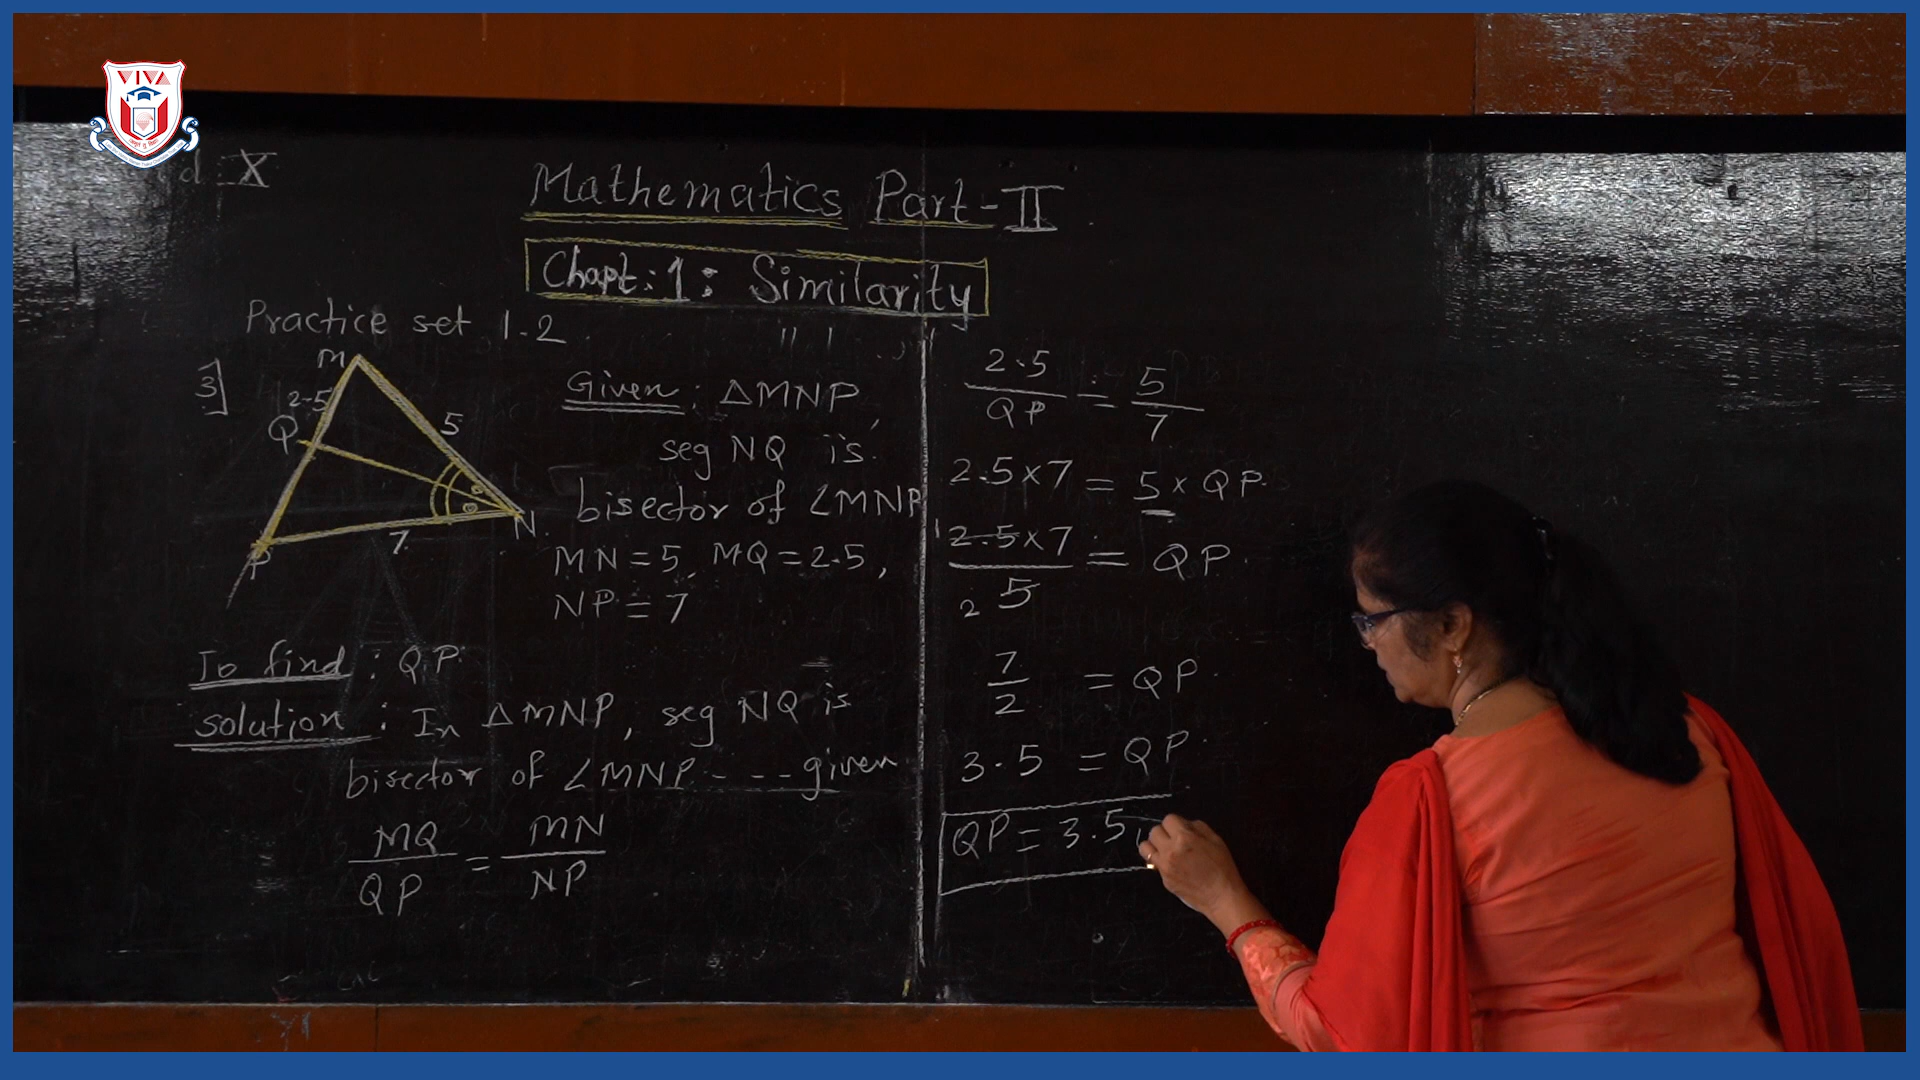 VIVA
d : X
Mathematics Part-II
Chapt: 1: Similarity
Practice set 1.2
3]
M
2.5
Q
5
P
7
N
Given : △MNP,
seg NQ is
bisector of ∠MNP
MN = 5, MQ = 2.5,
NP = 7
To find : QP
Solution : In △MNP, seg NQ is
bisector of ∠MNP - - - given
MQ/QP = MN/NP
2.5/QP = 5/7
2.5 x 7 = 5 x QP
1 2.5 x 7 / 2 5 = QP
7/2 = QP
3.5 = QP
QP = 3.5